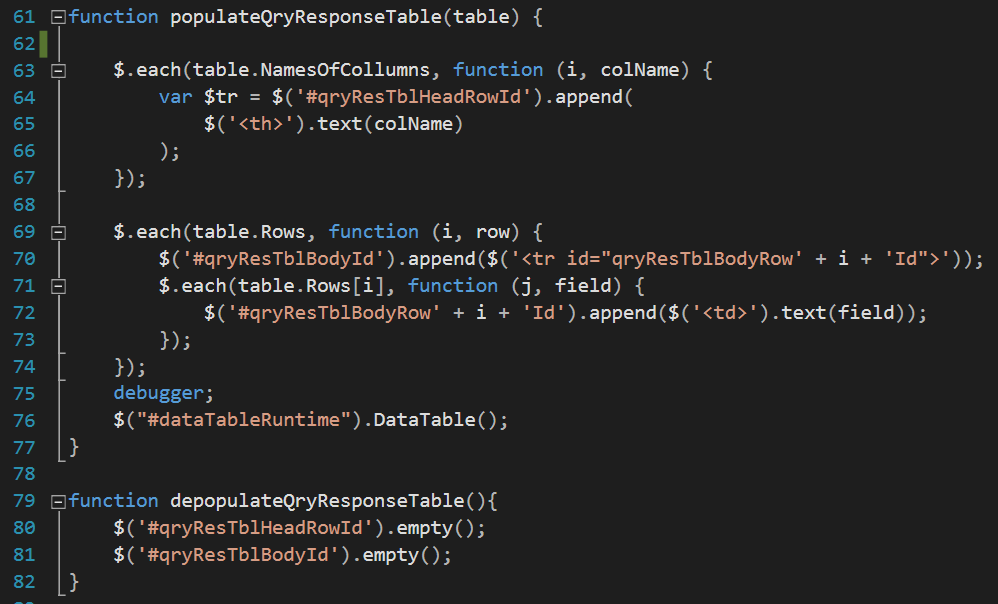 61 function populateQryResponseTable(table) {
62
63 $.each(table.NamesOfCollumns, function (i, colName) {
64 var $tr = $('#qryResTblHeadRowId').append(
65 $('<th>').text(colName)
66 );
67 });
68
69 $.each(table.Rows, function (i, row) {
70 $('#qryResTblBodyId').append($('<tr id="qryResTblBodyRow' + i + 'Id">'));
71 $.each(table.Rows[i], function (j, field) {
72 $('#qryResTblBodyRow' + i + 'Id').append($('<td>').text(field));
73 });
74 });
75 debugger;
76 $("#dataTableRuntime").DataTable();
77 }
78
79 function depopulateQryResponseTable(){
80 $('#qryResTblHeadRowId').empty();
81 $('#qryResTblBodyId').empty();
82 }